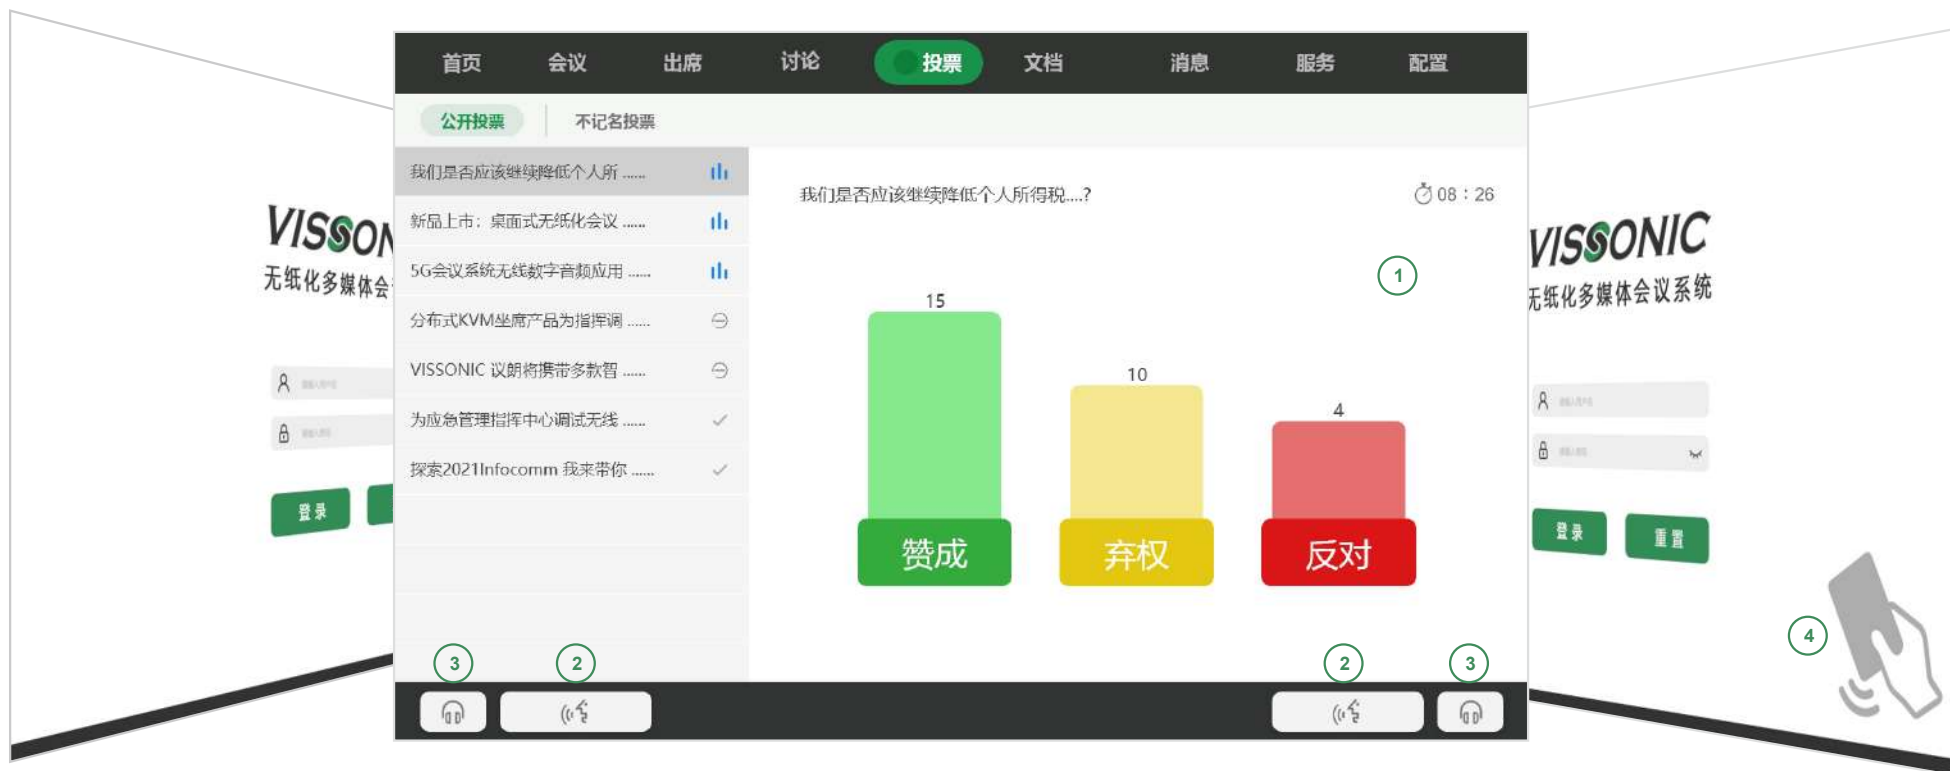 首页 会议 出席 讨论 投票 文档 消息 服务 配置
公开投票 不记名投票
我们是否应该继续降低个人所 ......
新品上市：桌面式无纸化会议 ......
5G会议系统无线数字音频应用 ......
分布式KVM坐席产品为指挥调 ......
VISSONIC 议朗将携带多款智 ......
为应急管理指挥中心调试无线 ......
探索2021Infocomm 我来带你 ......
我们是否应该继续降低个人所得税....?
08：26
1
15
10
4
赞成
弃权
反对
3
2
2
3
VISSON
无纸化多媒体会
登录
VISSONIC
无纸化多媒体会议系统
登录
重置
4